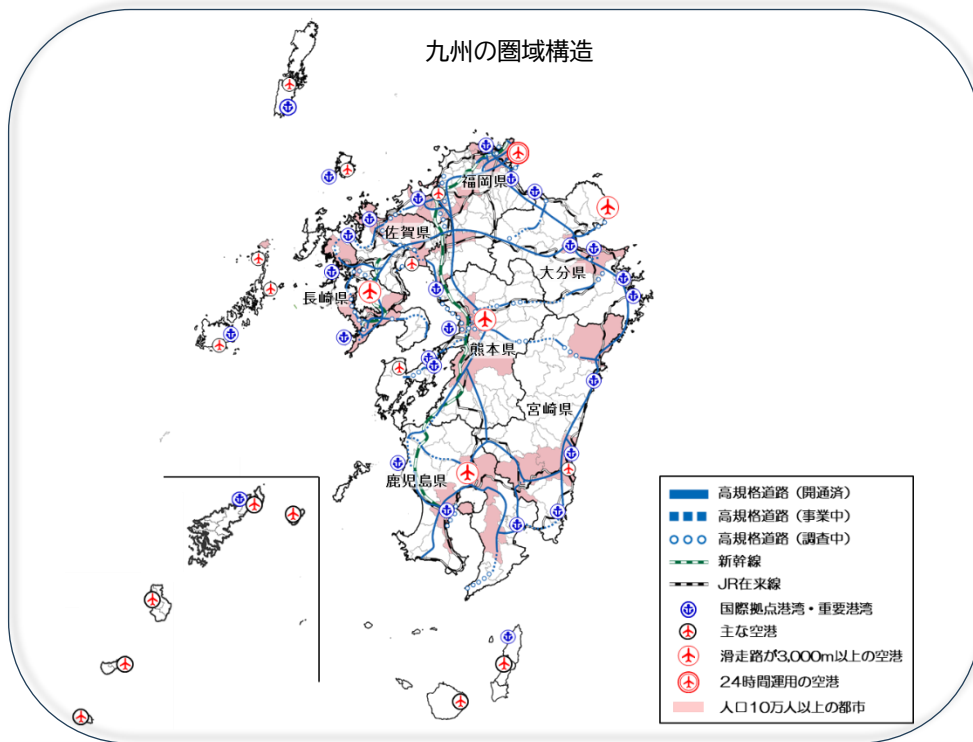 九州の圏域構造
福岡県
佐賀県
大分県
長崎県
熊本県
宮崎県
鹿児島県
高規格道路（開通済）
高規格道路（事業中）
高規格道路（調査中）
新幹線
JR在来線
国際拠点港湾・重要港湾
主な空港
滑走路が3,000m以上の空港
24時間運用の空港
人口10万人以上の都市